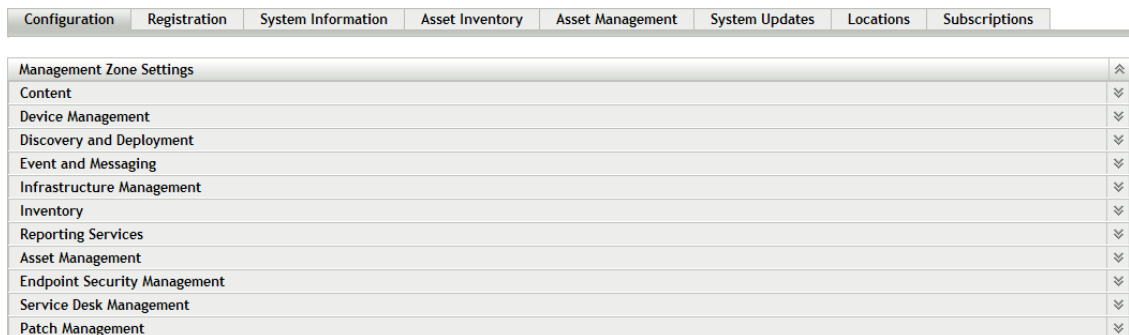 Configuration Registration System Information Asset Inventory Asset Management System Updates Locations Subscriptions
Management Zone Settings
Content
Device Management
Discovery and Deployment
Event and Messaging
Infrastructure Management
Inventory
Reporting Services
Asset Management
Endpoint Security Management
Service Desk Management
Patch Management